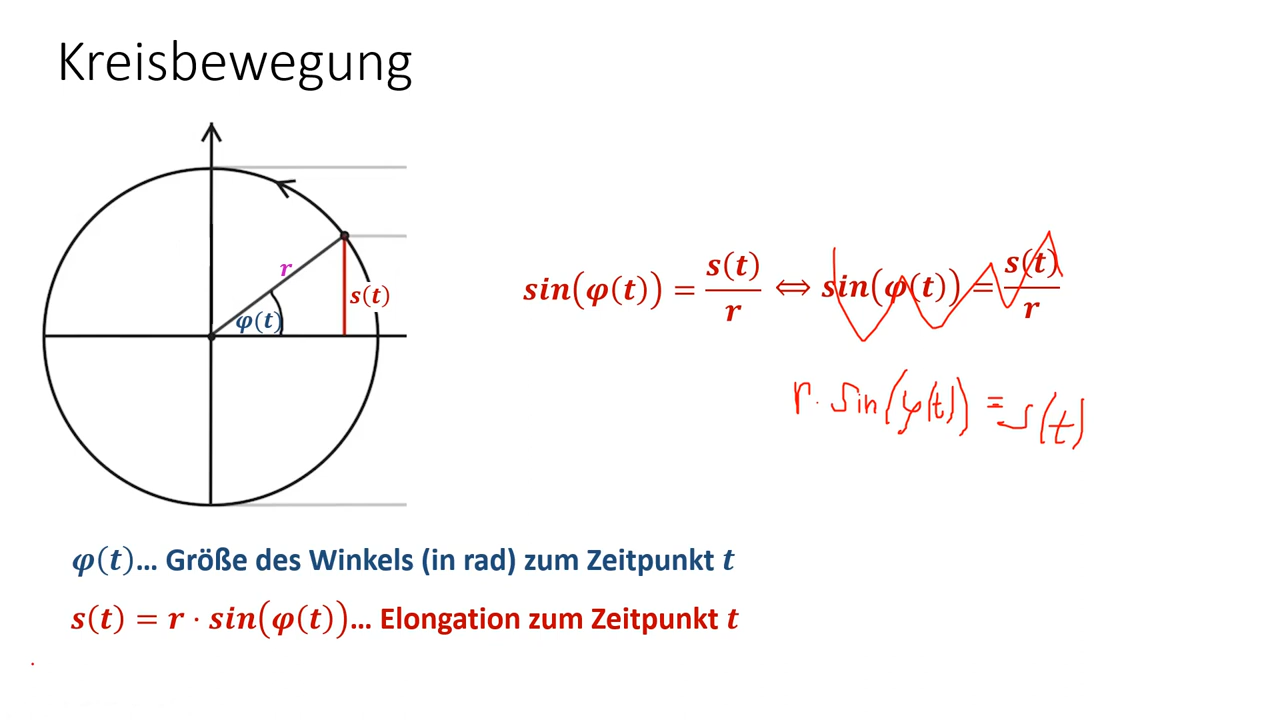 Kreisbewegung
r
s(t)
φ(t)
sin(φ(t)) = s(t)/r ⇔ sin(φ(t)) = s(t)/r
r · sin(φ(t)) = s(t)
φ(t)... Größe des Winkels (in rad) zum Zeitpunkt t
s(t) = r · sin(φ(t))... Elongation zum Zeitpunkt t